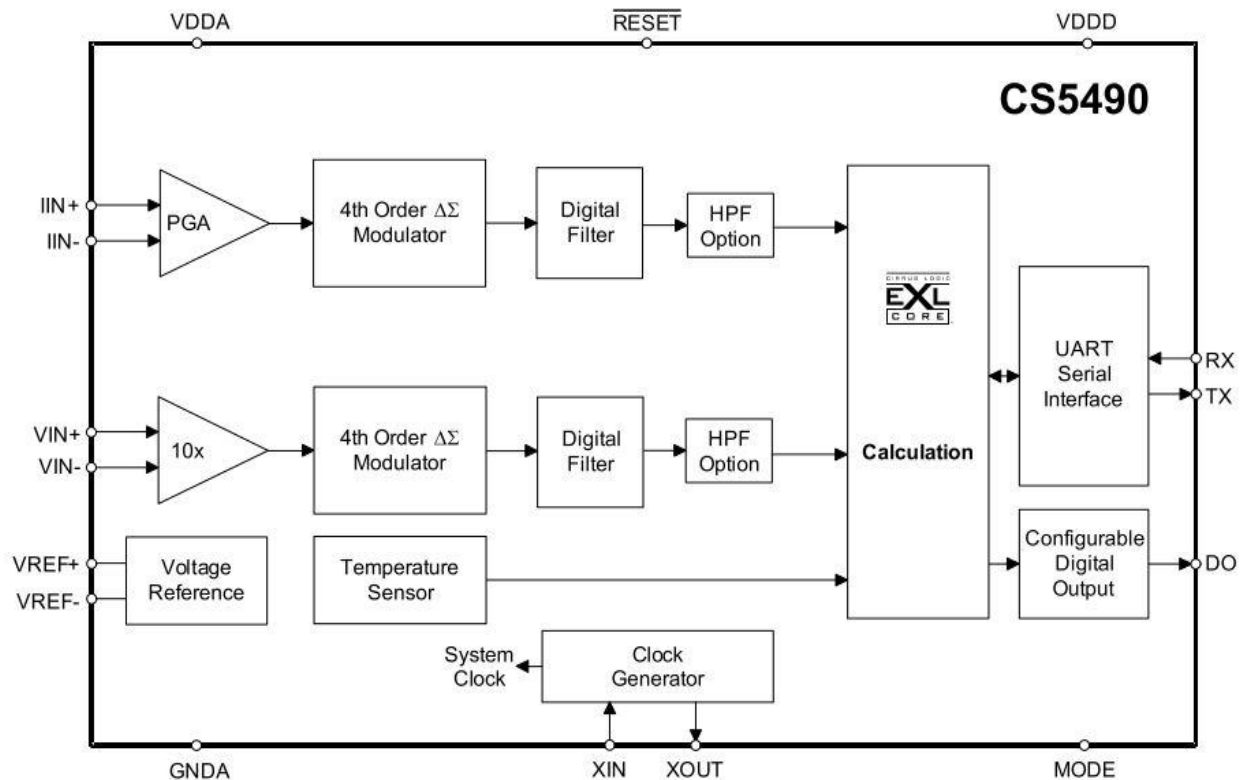 VDDA
RESET
VDDD
CS5490
IIN+
IIN-
PGA
4th Order ΔΣ
Modulator
Digital
Filter
HPF
Option
CIRRUS LOGIC
EXL
CORE
UART
Serial
Interface
RX
TX
VIN+
VIN-
10x
4th Order ΔΣ
Modulator
Digital
Filter
HPF
Option
Calculation
VREF+
VREF-
Voltage
Reference
Temperature
Sensor
Configurable
Digital
Output
DO
System
Clock
Clock
Generator
GNDA
XIN
XOUT
MODE